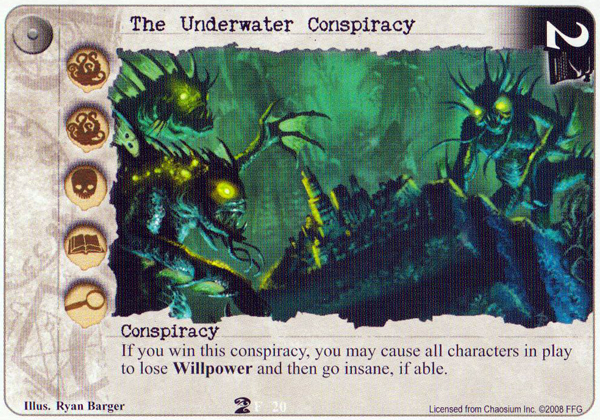 The Underwater Conspiracy
2
Conspiracy
If you win this conspiracy, you may cause all characters in play
to lose Willpower and then go insane, if able.
Illus. Ryan Barger
F 20
Licensed from Chaosium Inc. ©2008 FFG